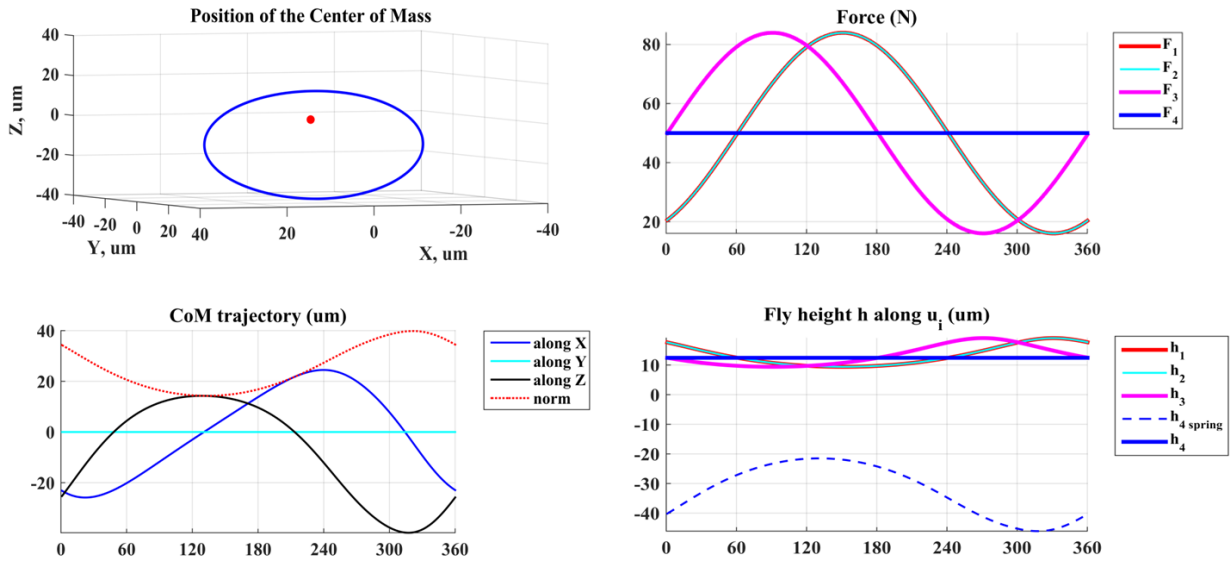 Position of the Center of Mass
40
20
0
-20
-40
Z, um
-40
-20
0
20
40
Y, um
20
0
-20
-40
X, um
Force (N)
80
60
40
20
0
60
120
180
240
300
360
F1
F2
F3
F4
CoM trajectory (um)
40
20
0
-20
0
60
120
180
240
300
360
along X
along Y
along Z
norm
Fly height h along ui (um)
10
0
-10
-20
-30
-40
0
60
120
180
240
300
360
h1
h2
h3
h4 spring
h4